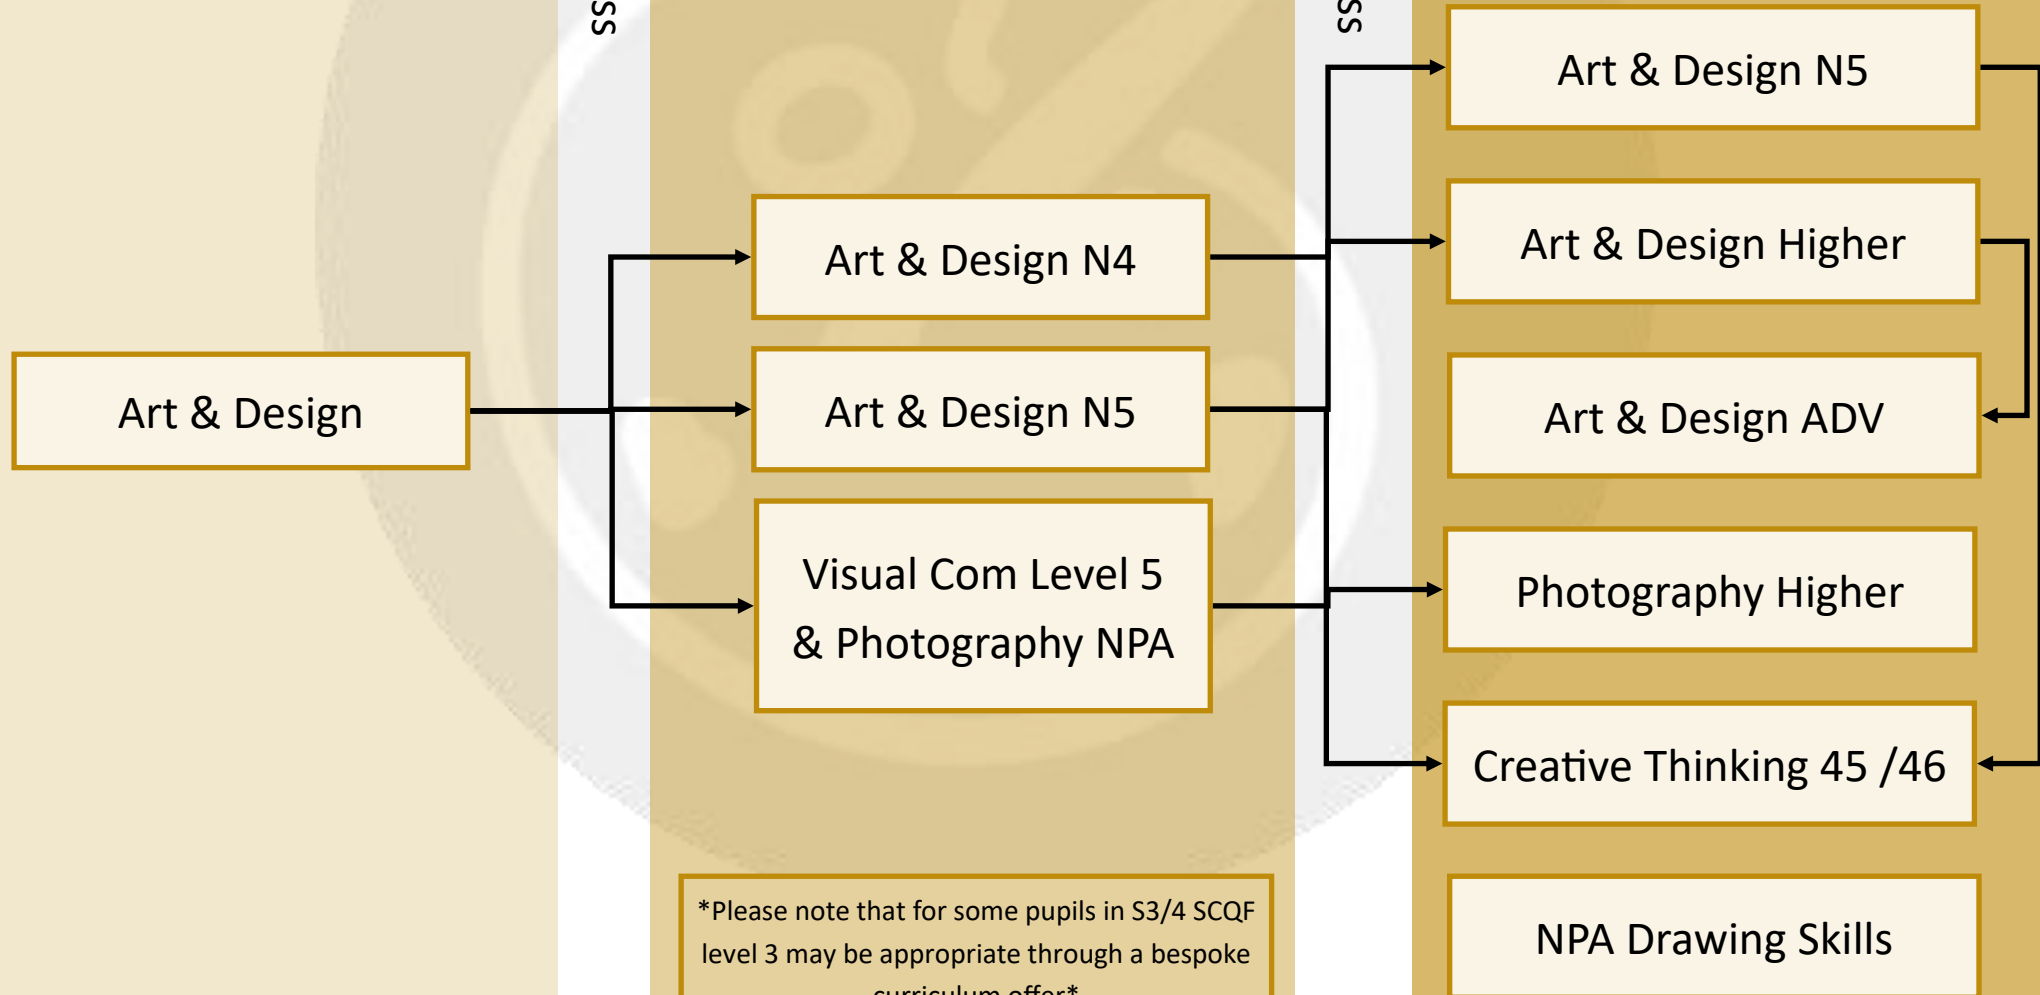 ss
ss
Art & Design
Art & Design N4
Art & Design N5
Visual Com Level 5
& Photography NPA
*Please note that for some pupils in S3/4 SCQF
level 3 may be appropriate through a bespoke
curriculum offer*
Art & Design N5
Art & Design Higher
Art & Design ADV
Photography Higher
Creative Thinking 45 /46
NPA Drawing Skills